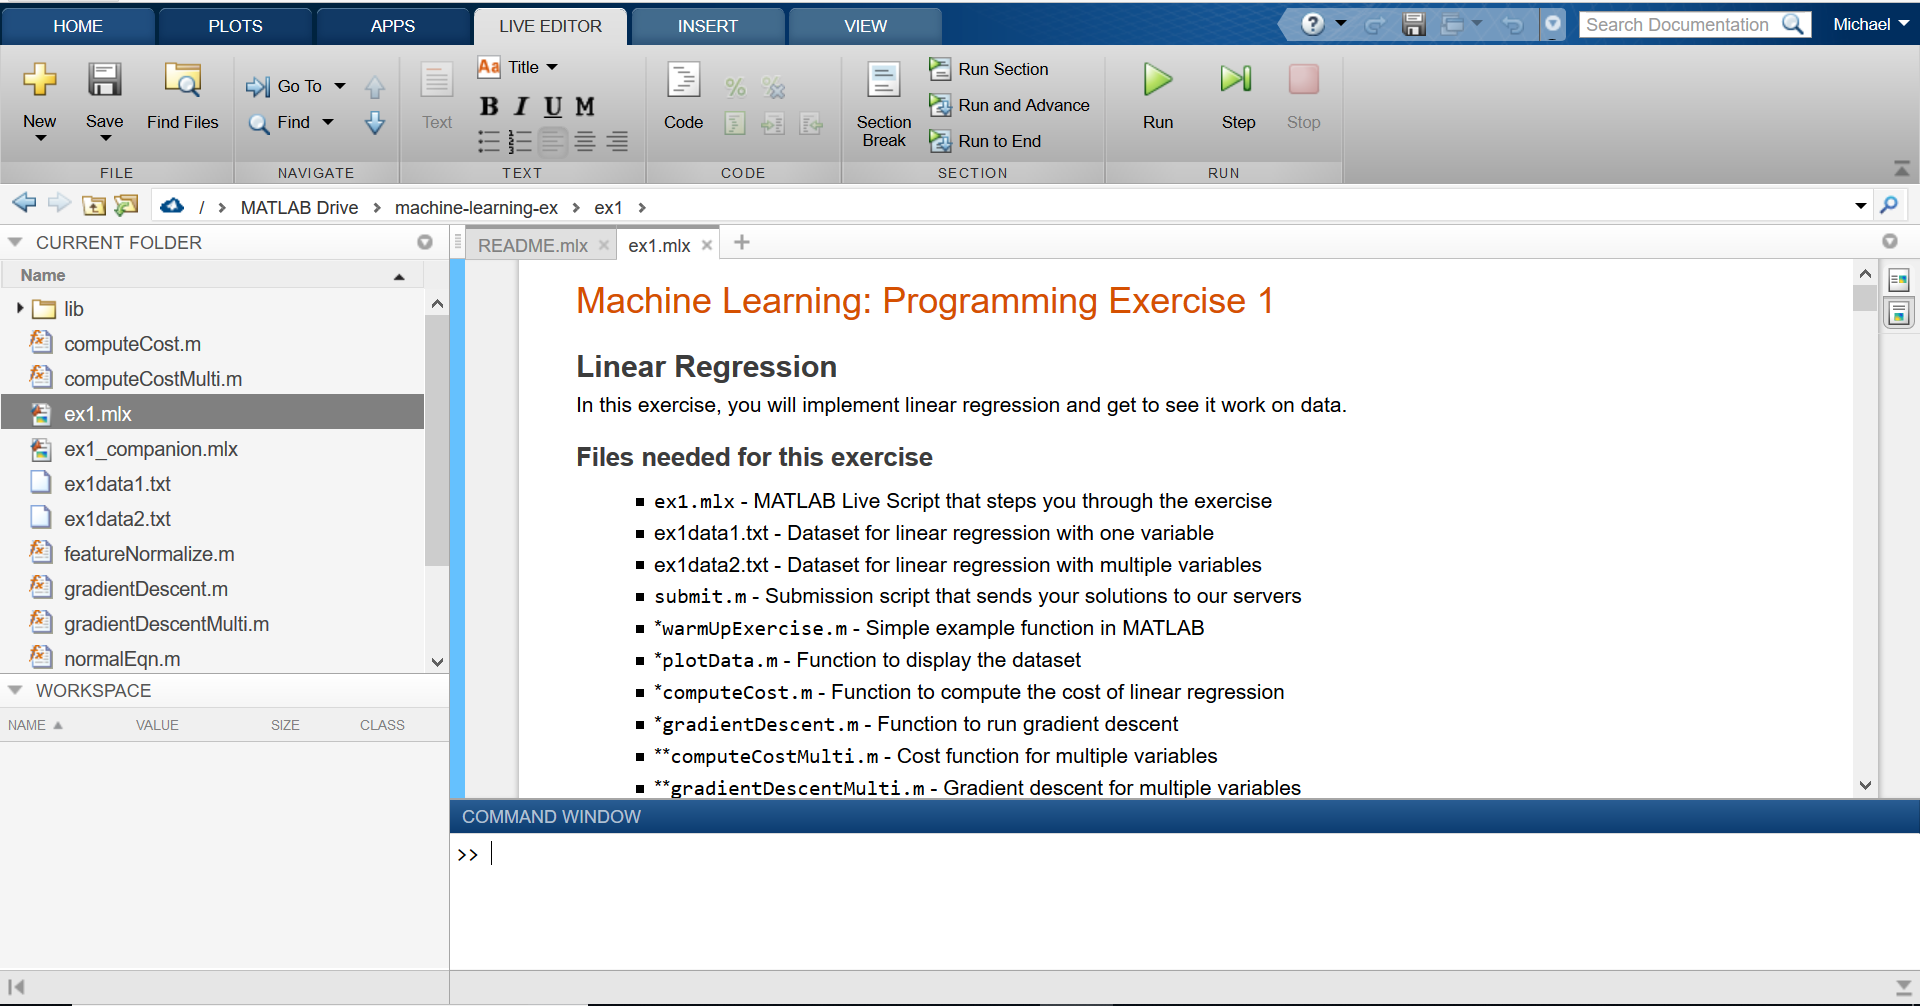 HOME PLOTS APPS LIVE EDITOR INSERT VIEW Search Documentation Michael
New Save Find Files Go To Find Text Title B I U M Code Section Break Run Section Run and Advance Run to End Run Step Stop
FILE NAVIGATE TEXT CODE SECTION RUN
/ MATLAB Drive machine-learning-ex ex1
CURRENT FOLDER
Name
lib
computeCost.m
computeCostMulti.m
ex1.mlx
ex1_companion.mlx
ex1data1.txt
ex1data2.txt
featureNormalize.m
gradientDescent.m
gradientDescentMulti.m
normalEqn.m
WORKSPACE
NAME VALUE SIZE CLASS
README.mlx ex1.mlx
Machine Learning: Programming Exercise 1
Linear Regression
In this exercise, you will implement linear regression and get to see it work on data.
Files needed for this exercise
ex1.mlx - MATLAB Live Script that steps you through the exercise
ex1data1.txt - Dataset for linear regression with one variable
ex1data2.txt - Dataset for linear regression with multiple variables
submit.m - Submission script that sends your solutions to our servers
*warmUpExercise.m - Simple example function in MATLAB
*plotData.m - Function to display the dataset
*computeCost.m - Function to compute the cost of linear regression
*gradientDescent.m - Function to run gradient descent
**computeCostMulti.m - Cost function for multiple variables
**gradientDescentMulti.m - Gradient descent for multiple variables
COMMAND WINDOW
>>